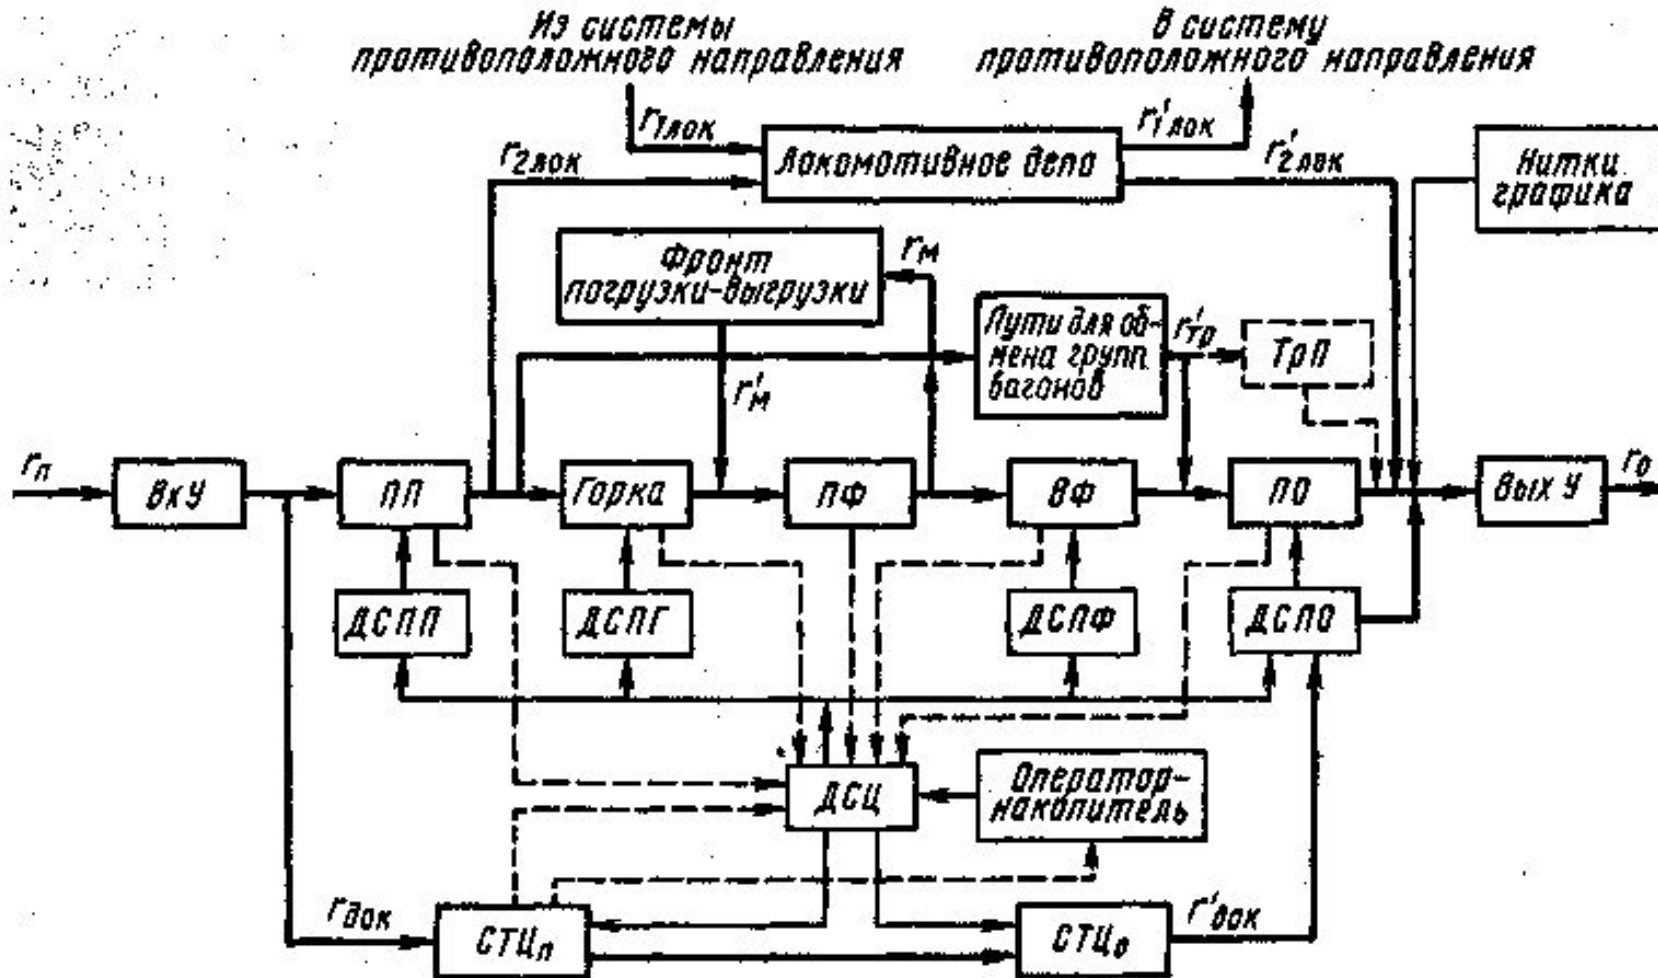 Из системы
противоположного направления
В систему
противоположного направления
r1лок
r'1лок
r2лок
Локомотивное депо
r'2лок
Нитки
графика
Фронт
погрузки-выгрузки
rм
Пути для об-
мена групп
вагонов
r'тр
ТрП
r'м
rп
ВхУ
ПП
Горка
ПФ
ВФ
ПО
Вых У
r0
ДСПП
ДСПГ
ДСПФ
ДСПО
ДСЦ
Оператор-
накопитель
rдок
СТЦп
СТЦо
r'док